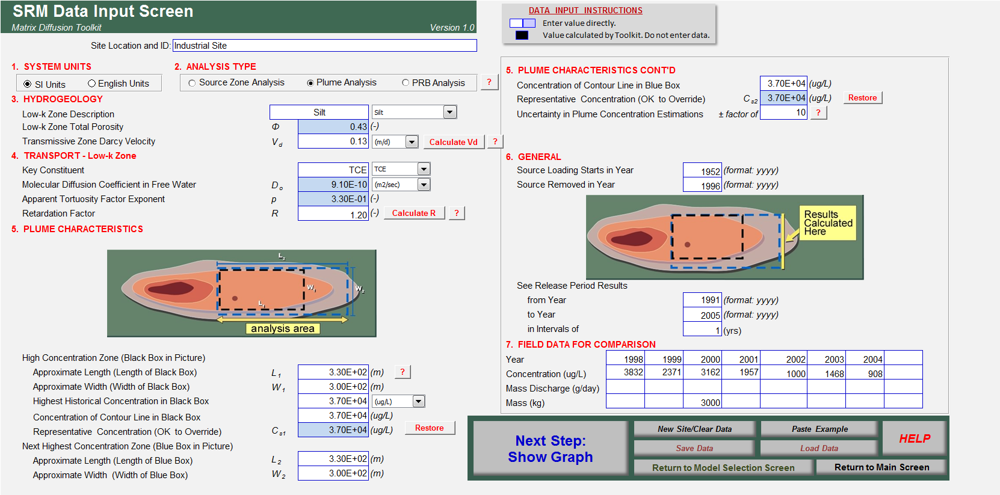 SRM Data Input Screen
Matrix Diffusion Toolkit Version 1.0
Site Location and ID: Industrial Site
DATA INPUT INSTRUCTIONS
Enter value directly.
Value calculated by Toolkit. Do not enter data.
1. SYSTEM UNITS
SI Units English Units
2. ANALYSIS TYPE
Source Zone Analysis Plume Analysis PRB Analysis ?
3. HYDROGEOLOGY
Low-k Zone Description Silt Silt
Low-k Zone Total Porosity Φ 0.43 (-)
Transmissive Zone Darcy Velocity Vd 0.13 (m/d) Calculate Vd ?
4. TRANSPORT - Low-k Zone
Key Constituent TCE TCE
Molecular Diffusion Coefficient in Free Water Do 9.10E-10 (m2/sec)
Apparent Tortuosity Factor Exponent p 3.30E-01 (-)
Retardation Factor R 1.20 (-) Calculate R ?
5. PLUME CHARACTERISTICS
L2
W1
W2
L1
analysis area
High Concentration Zone (Black Box in Picture)
Approximate Length (Length of Black Box) L1 3.30E+02 (m) ?
Approximate Width (Width of Black Box) W1 3.00E+02 (m)
Highest Historical Concentration in Black Box 3.70E+04 (ug/L)
Concentration of Contour Line in Black Box 3.70E+04 (ug/L)
Representative Concentration (OK to Override) Cs1 3.70E+04 (ug/L) Restore
Next Highest Concentration Zone (Blue Box in Picture)
Approximate Length (Length of Blue Box) L2 3.30E+02 (m)
Approximate Width (Width of Blue Box) W2 3.00E+02 (m)
5. PLUME CHARACTERISTICS CONT'D
Concentration of Contour Line in Blue Box 3.70E+04 (ug/L)
Representative Concentration (OK to Override) Cs2 3.70E+04 (ug/L) Restore
Uncertainty in Plume Concentration Estimations ± factor of 10 ?
6. GENERAL
Source Loading Starts in Year 1952 (format: yyyy)
Source Removed in Year 1996 (format: yyyy)
Results
Calculated
Here
See Release Period Results
from Year 1991 (format: yyyy)
to Year 2005 (format: yyyy)
in Intervals of 1 (yrs)
7. FIELD DATA FOR COMPARISON
Year 1998 1999 2000 2001 2002 2003 2004
Concentration (ug/L) 3832 2371 3162 1957 1000 1468 908
Mass Discharge (g/day)
Mass (kg) 3000
Next Step:
Show Graph
New Site/Clear Data Paste Example HELP
Save Data Load Data
Return to Model Selection Screen Return to Main Screen